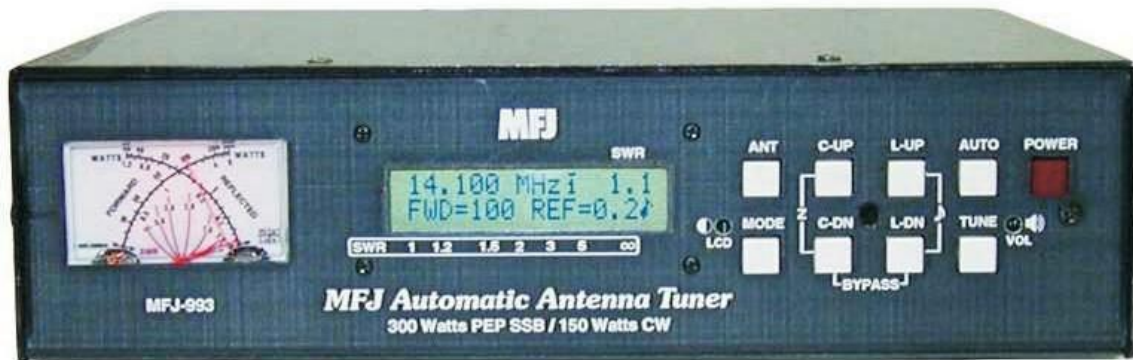 MFJ
SWR
14.100 MHz 1.1
FWD=100 REF=0.2♪
SWR 1 1.2 1.5 2 3 5 ∞
WATTS
WATTS
FORWARD
REFLECTED
SWR
MFJ-993
MFJ Automatic Antenna Tuner
300 Watts PEP SSB / 150 Watts CW
ANT C-UP L-UP AUTO POWER
LCD MODE C-DN L-DN TUNE VOL
BYPASS